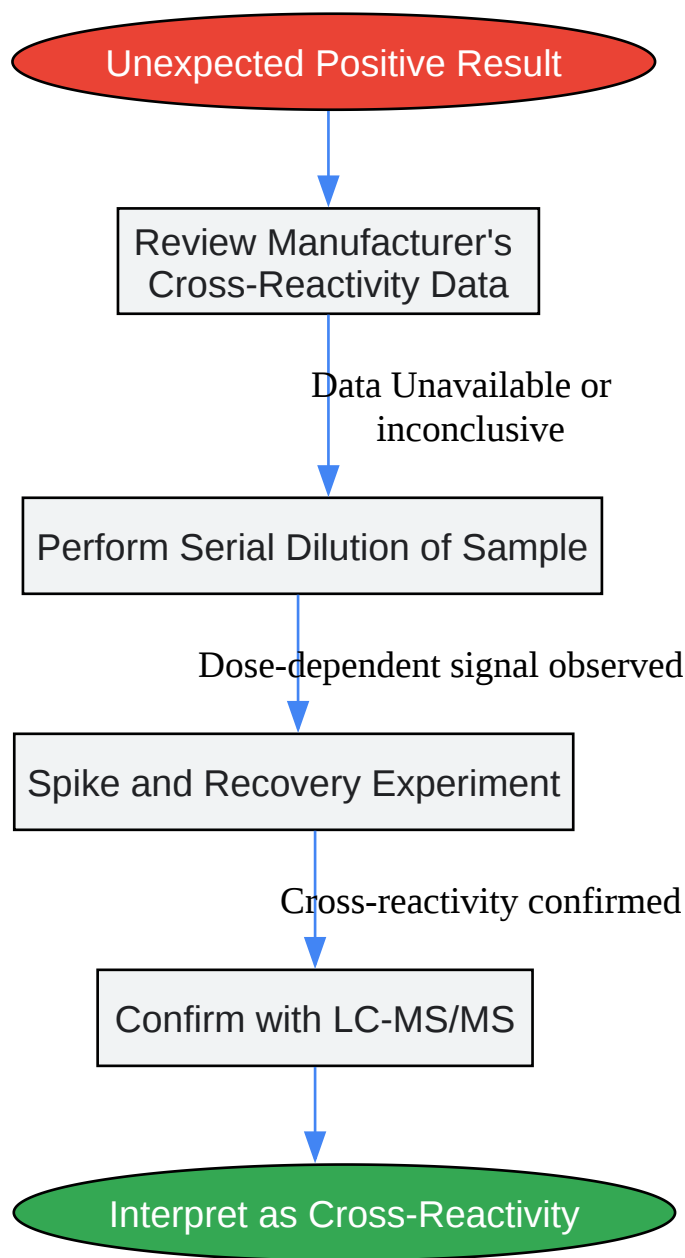 Unexpected Positive Result
Review Manufacturer's
Cross-Reactivity Data
Data Unavailable or
inconclusive
Perform Serial Dilution of Sample
Dose-dependent signal observed
Spike and Recovery Experiment
Cross-reactivity confirmed
Confirm with LC-MS/MS
Interpret as Cross-Reactivity